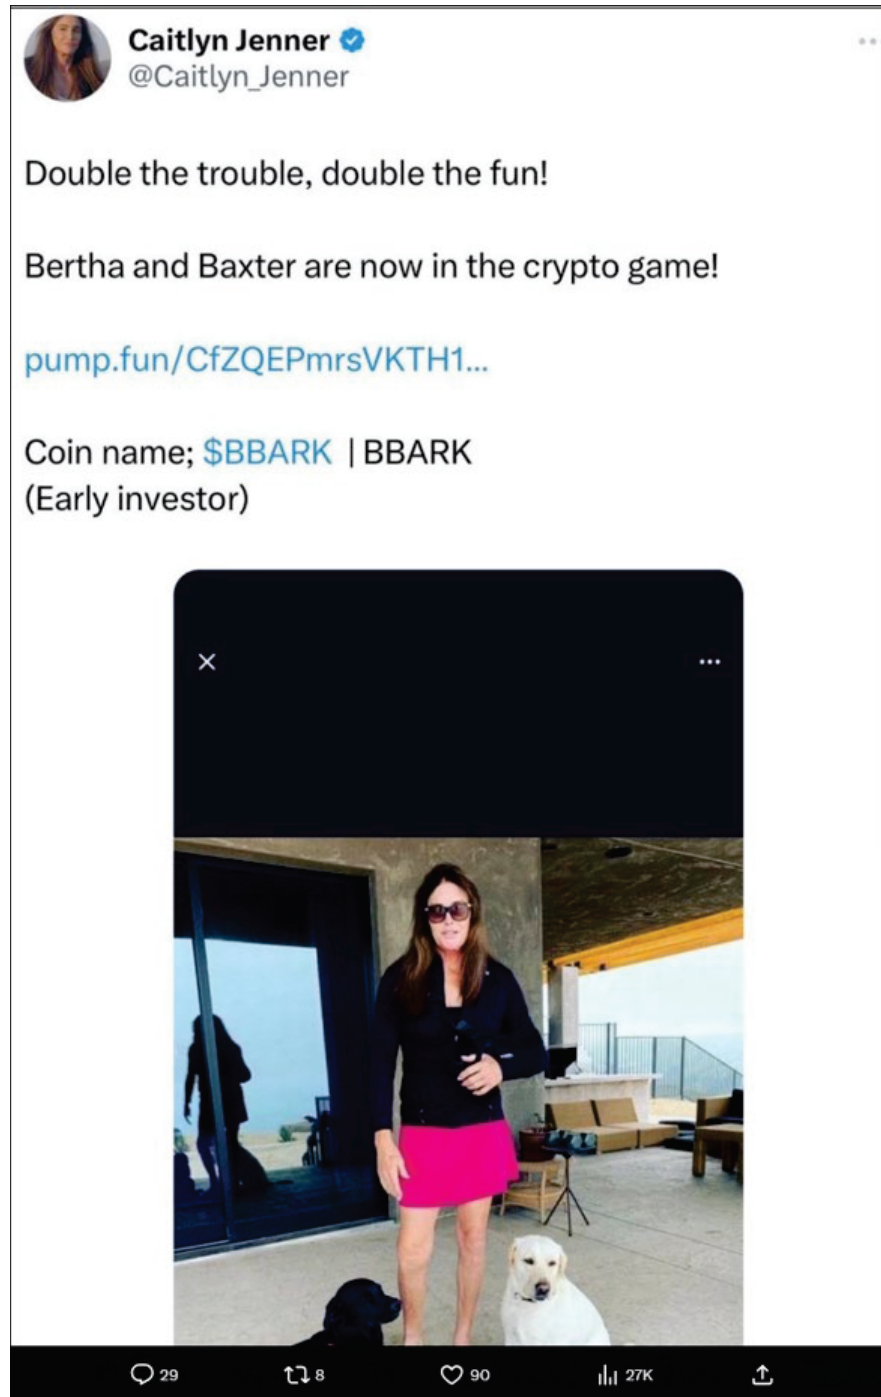 Caitlyn Jenner
@Caitlyn_Jenner
Double the trouble, double the fun!
Bertha and Baxter are now in the crypto game!
pump.fun/CfZQEPmrsVKTH1...
Coin name; $BBARK | BBARK
(Early investor)
29 8 90 27K